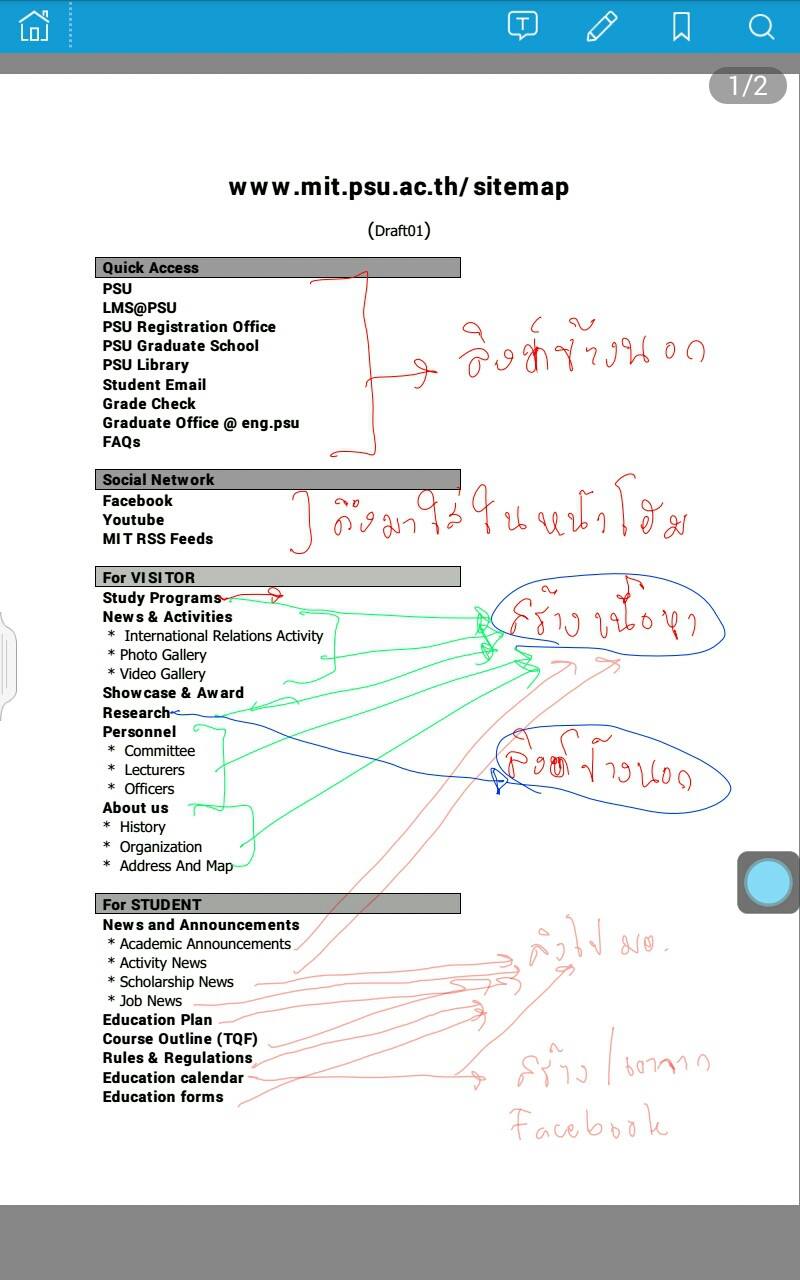 1/2
www.mit.psu.ac.th/sitemap
(Draft01)
Quick Access
PSU
LMS@PSU
PSU Registration Office
PSU Graduate School
PSU Library
Student Email
Grade Check
Graduate Office @ eng.psu
FAQs
ลิงค์ข้างนอก
Social Network
Facebook
Youtube
MIT RSS Feeds
ดึงมาใส่ในหน้าโฮม
For VISITOR
Study Programs
News & Activities
* International Relations Activity
* Photo Gallery
* Video Gallery
Showcase & Award
Research
Personnel
* Committee
* Lecturers
* Officers
About us
* History
* Organization
* Address And Map
สร้างเนื้อหา
ลิงค์ข้างนอก
For STUDENT
News and Announcements
* Academic Announcements
* Activity News
* Scholarship News
* Job News
Education Plan
Course Outline (TQF)
Rules & Regulations
Education calendar
Education forms
ลิงไป มอ.
สร้าง/เอาจาก
Facebook